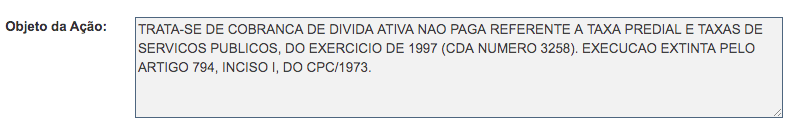 Objeto da Ação:
TRATA-SE DE COBRANCA DE DIVIDA ATIVA NAO PAGA REFERENTE A TAXA PREDIAL E TAXAS DE
SERVICOS PUBLICOS, DO EXERCICIO DE 1997 (CDA NUMERO 3258). EXECUCAO EXTINTA PELO
ARTIGO 794, INCISO I, DO CPC/1973.